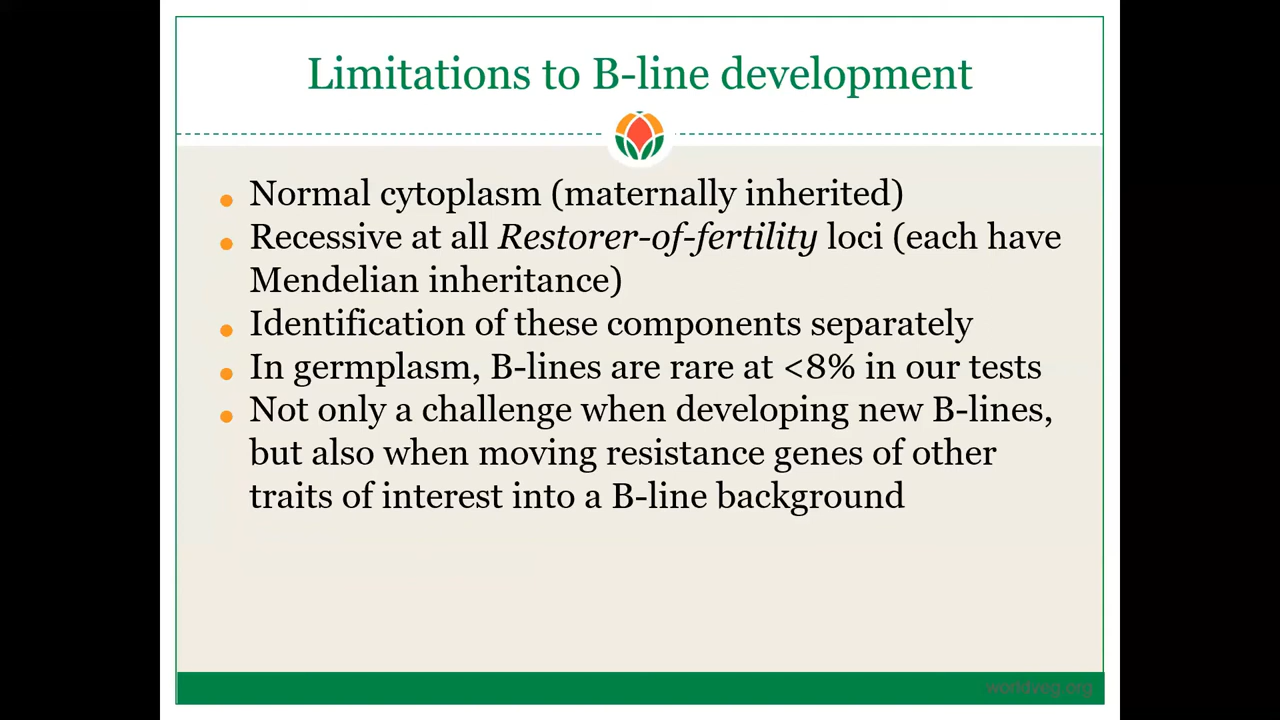 Limitations to B-line development
Normal cytoplasm (maternally inherited)
Recessive at all Restorer-of-fertility loci (each have
Mendelian inheritance)
Identification of these components separately
In germplasm, B-lines are rare at <8% in our tests
Not only a challenge when developing new B-lines,
but also when moving resistance genes of other
traits of interest into a B-line background
worldveg.org